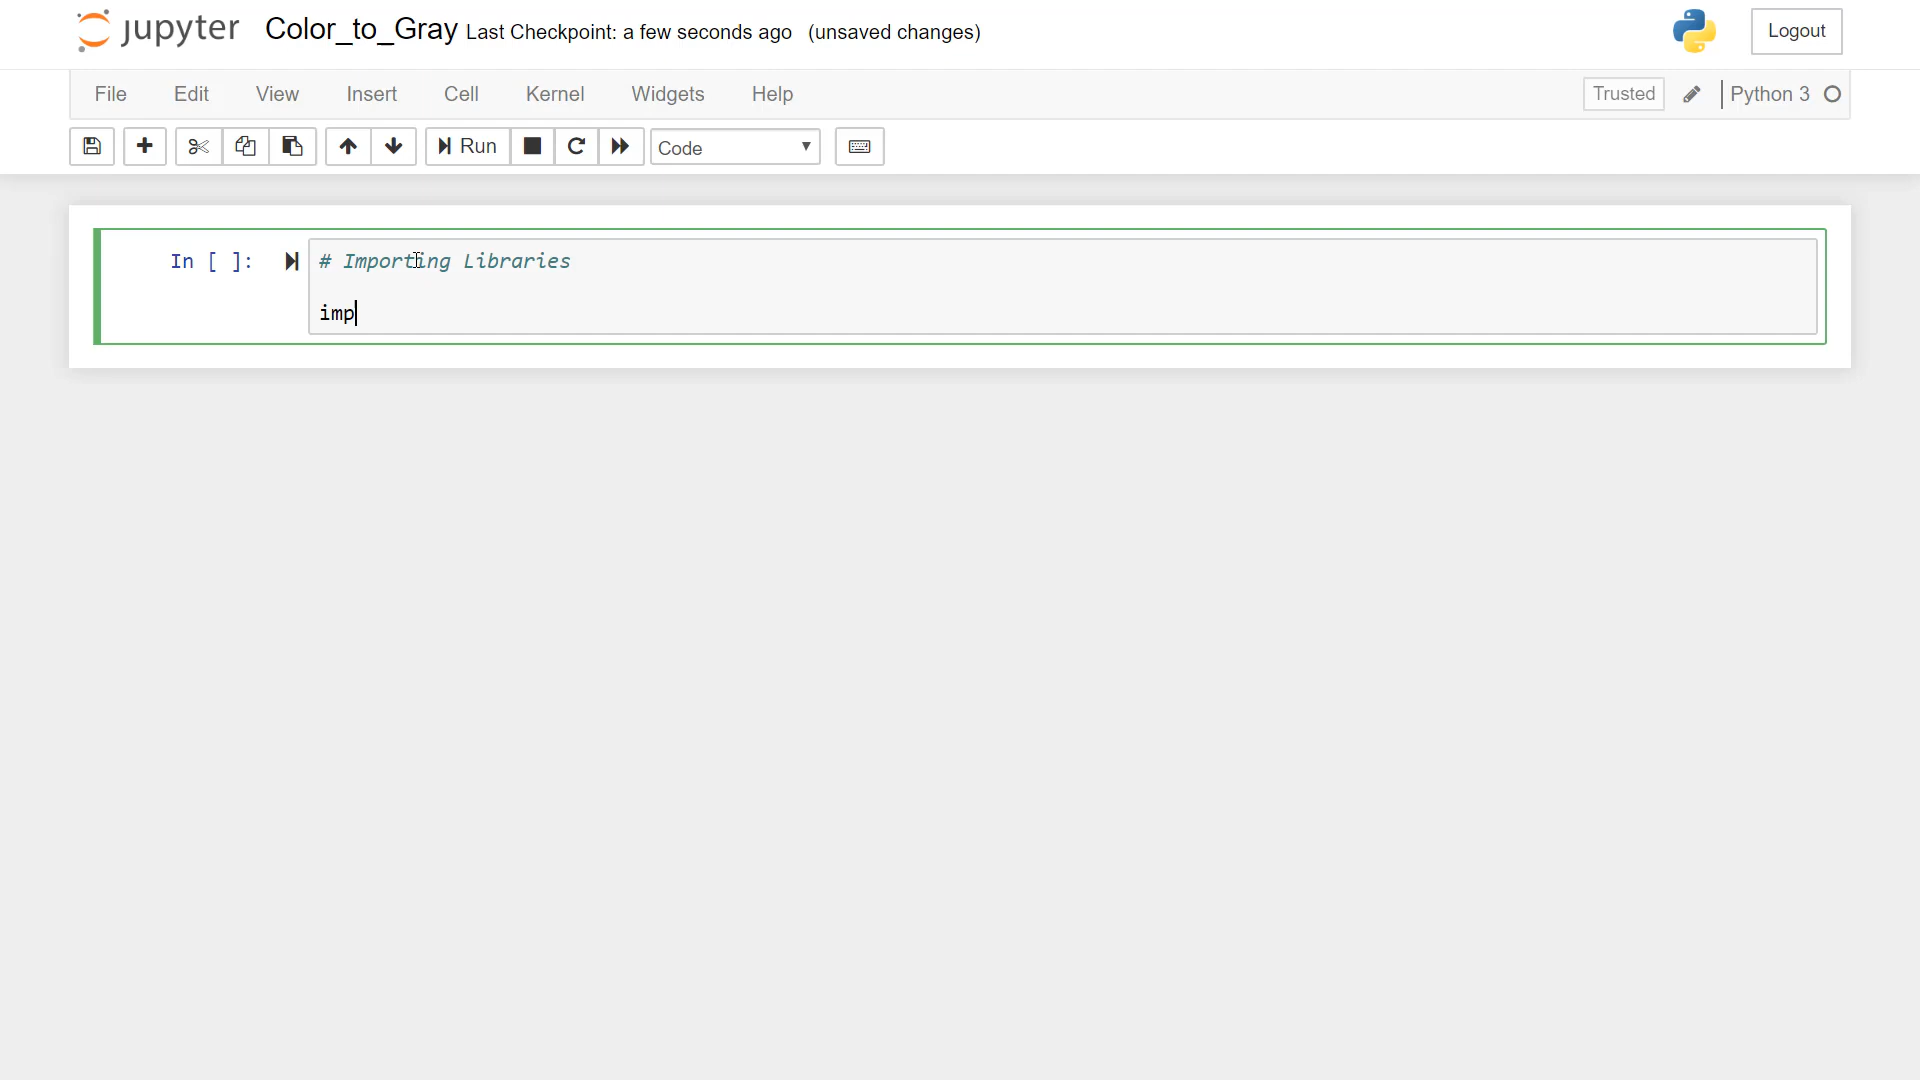 jupyter Color_to_Gray Last Checkpoint: a few seconds ago (unsaved changes) Logout
File Edit View Insert Cell Kernel Widgets Help Trusted Python 3
Run Code
In [ ]: # Importing Libraries
imp